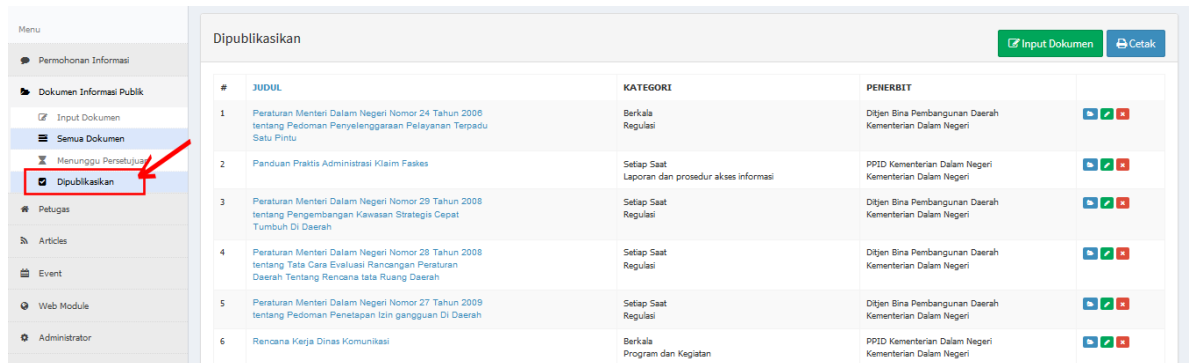 Menu
Permohonan Informasi
Dokumen Informasi Publik
Input Dokumen
Semua Dokumen
Menunggu Persetujuan
Dipublikasikan
Petugas
Articles
Event
Web Module
Administrator
Dipublikasikan
Input Dokumen
Cetak
# JUDUL KATEGORI PENERBIT
1 Peraturan Menteri Dalam Negeri Nomor 24 Tahun 2006 Berkala Ditjen Bina Pembangunan Daerah
tentang Pedoman Penyelenggaraan Pelayanan Terpadu Regulasi Kementerian Dalam Negeri
Satu Pintu
2 Panduan Praktis Administrasi Klaim Faskes Setiap Saat PPID Kementerian Dalam Negeri
Laporan dan prosedur akses informasi Kementerian Dalam Negeri
3 Peraturan Menteri Dalam Negeri Nomor 29 Tahun 2008 Setiap Saat Ditjen Bina Pembangunan Daerah
tentang Pengembangan Kawasan Strategis Cepat Regulasi Kementerian Dalam Negeri
Tumbuh Di Daerah
4 Peraturan Menteri Dalam Negeri Nomor 28 Tahun 2008 Setiap Saat Ditjen Bina Pembangunan Daerah
tentang Tata Cara Evaluasi Rancangan Peraturan Regulasi Kementerian Dalam Negeri
Daerah Tentang Rencana tata Ruang Daerah
5 Peraturan Menteri Dalam Negeri Nomor 27 Tahun 2009 Setiap Saat Ditjen Bina Pembangunan Daerah
tentang Pedoman Penetapan Izin gangguan Di Daerah Regulasi Kementerian Dalam Negeri
6 Rencana Kerja Dinas Komunikasi Berkala PPID Kementerian Dalam Negeri
Program dan Kegiatan Kementerian Dalam Negeri